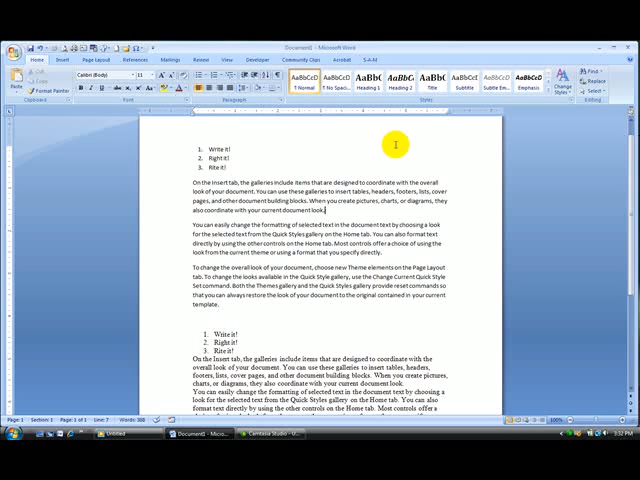 Document1 - Microsoft Word
Home Insert Page Layout References Mailings Review View Developer Community Clips Acrobat S-A-M
Paste
Cut
Copy
Format Painter
Clipboard
Calibri (Body) 11
Font
Paragraph
AaBbCcD AaBbCcD AaBbC AaBbCc AaBbC AaBbCcD AaBbCcD AaBbCcD
¶ Normal ¶ No Spaci... Heading 1 Heading 2 Title Subtitle Subtle Em... Emphasis
Styles
Change Styles
Find
Replace
Select
Editing
1. Write it!
2. Right it!
3. Rite it!
On the Insert tab, the galleries include items that are designed to coordinate with the overall
look of your document. You can use these galleries to insert tables, headers, footers, lists, cover
pages, and other document building blocks. When you create pictures, charts, or diagrams, they
also coordinate with your current document look.
You can easily change the formatting of selected text in the document text by choosing a look
for the selected text from the Quick Styles gallery on the Home tab. You can also format text
directly by using the other controls on the Home tab. Most controls offer a choice of using the
look from the current theme or using a format that you specify directly.
To change the overall look of your document, choose new Theme elements on the Page Layout
tab. To change the looks available in the Quick Style gallery, use the Change Current Quick Style
Set command. Both the Themes gallery and the Quick Styles gallery provide reset commands so
that you can always restore the look of your document to the original contained in your current
template.
1. Write it!
2. Right it!
3. Rite it!
On the Insert tab, the galleries include items that are designed to coordinate with the
overall look of your document. You can use these galleries to insert tables, headers,
footers, lists, cover pages, and other document building blocks. When you create pictures,
charts, or diagrams, they also coordinate with your current document look.
You can easily change the formatting of selected text in the document text by choosing a
look for the selected text from the Quick Styles gallery on the Home tab. You can also
format text directly by using the other controls on the Home tab. Most controls offer a
Page: 1 Section: 1 Page: 1 of 1 Line: 7 Words: 388 100%
Untitled Document1 - Micros... Camtasia Studio - U... 3:32 PM